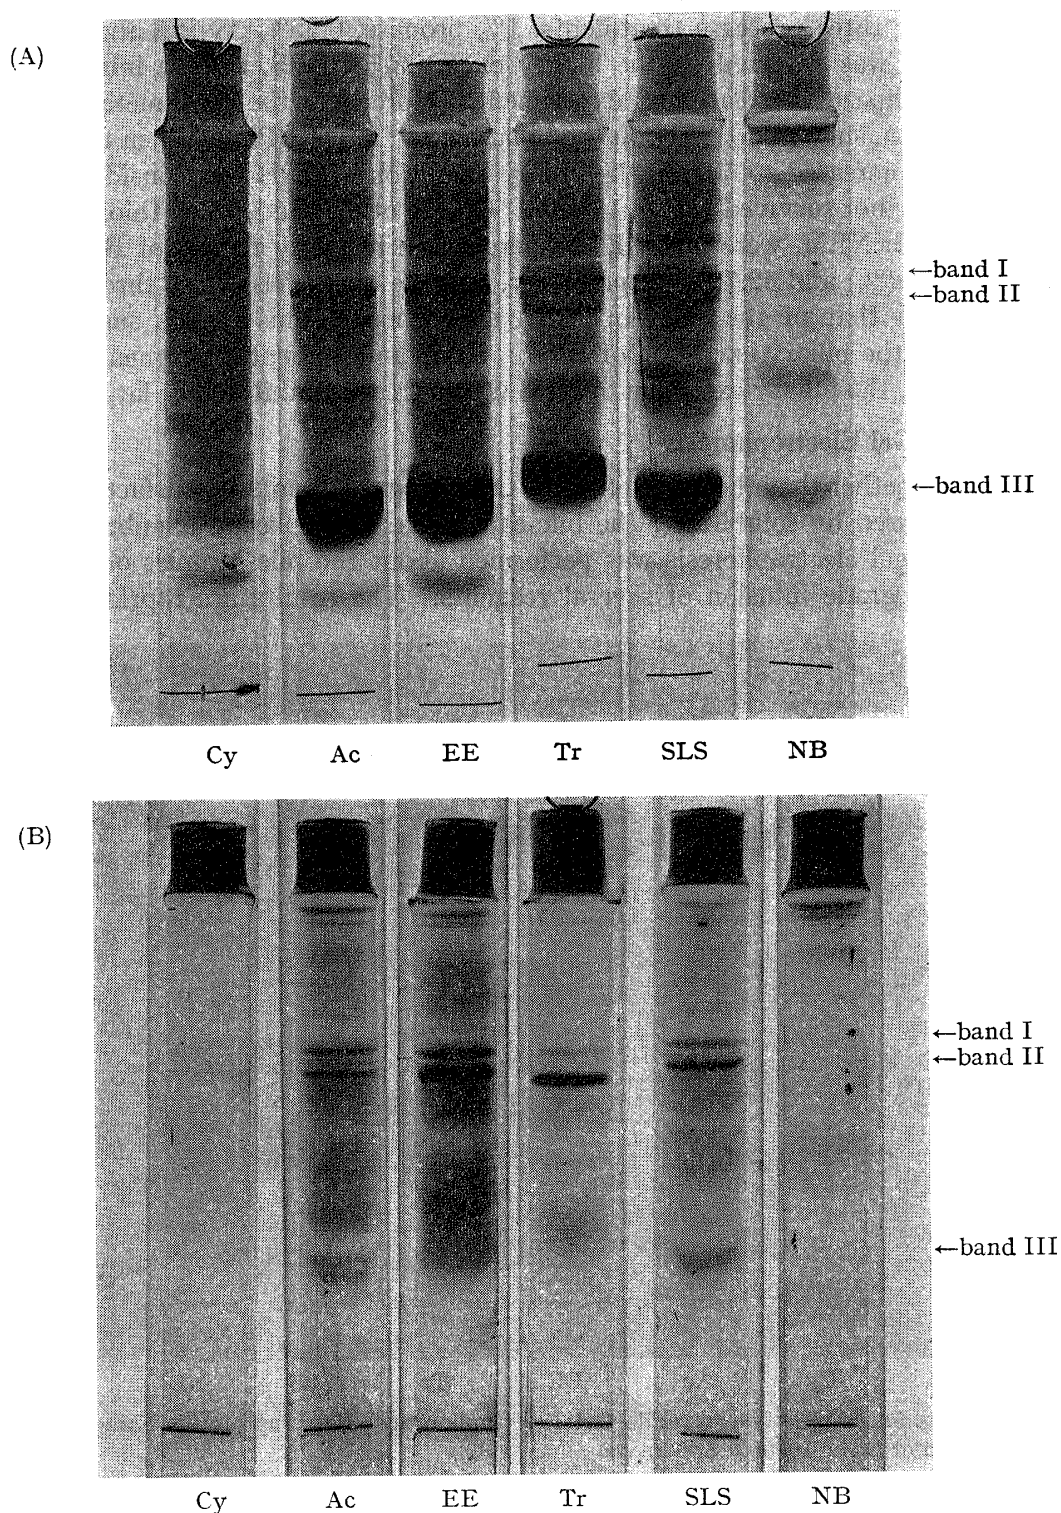 (A)
←band I
←band II
←band III
Cy Ac EE Tr SLS NB
(B)
←band I
←band II
←band III
Cy Ac EE Tr SLS NB